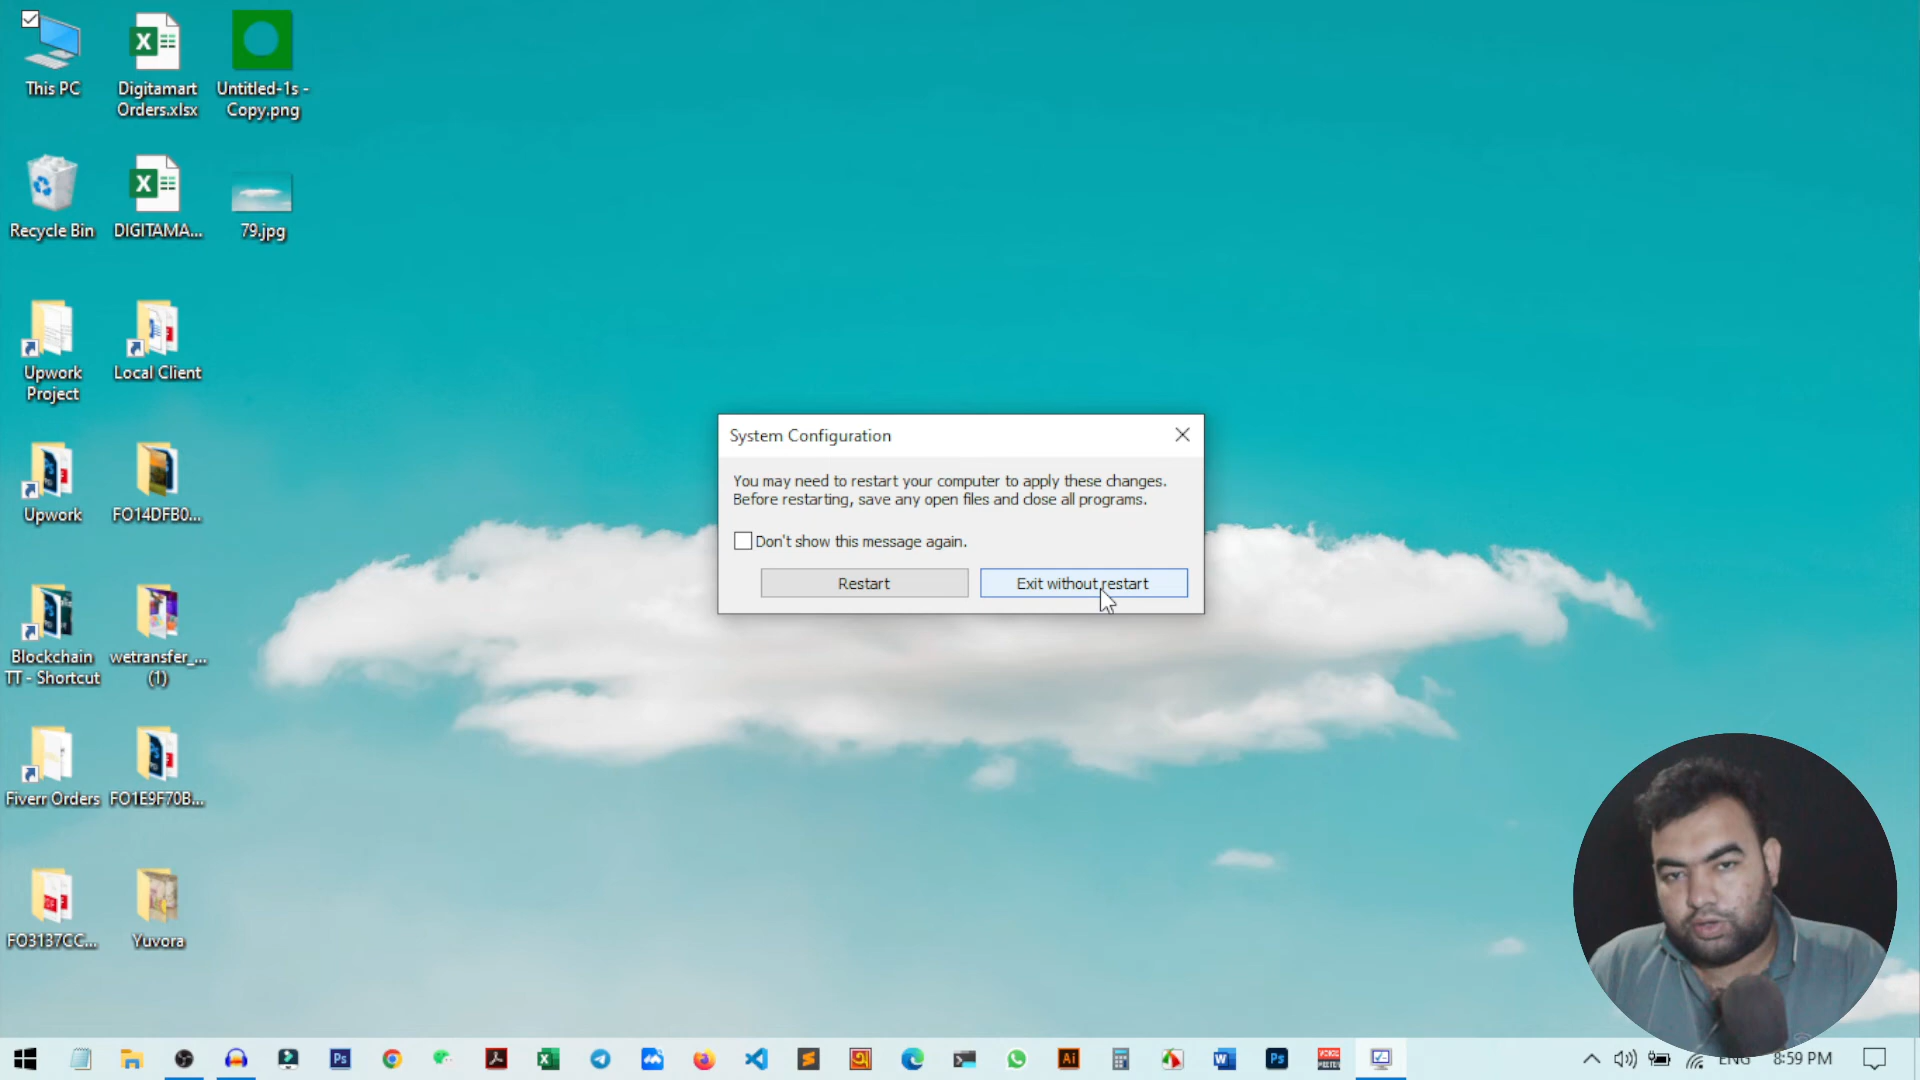 This PC
Digitamart
Orders.xlsx
Untitled-1s -
Copy.png
Recycle Bin
DIGITAMA...
79.jpg
Upwork
Project
Local Client
System Configuration
You may need to restart your computer to apply these changes.
Before restarting, save any open files and close all programs.
Don't show this message again.
Restart
Exit without restart
Upwork
FO14DFB0...
Blockchain
TT - Shortcut
wetransfer_...
(1)
Fiverr Orders
FO1E9F70B...
FO3137CC...
Yuvora
Ps
Ai
Ps
ENG
8:59 PM